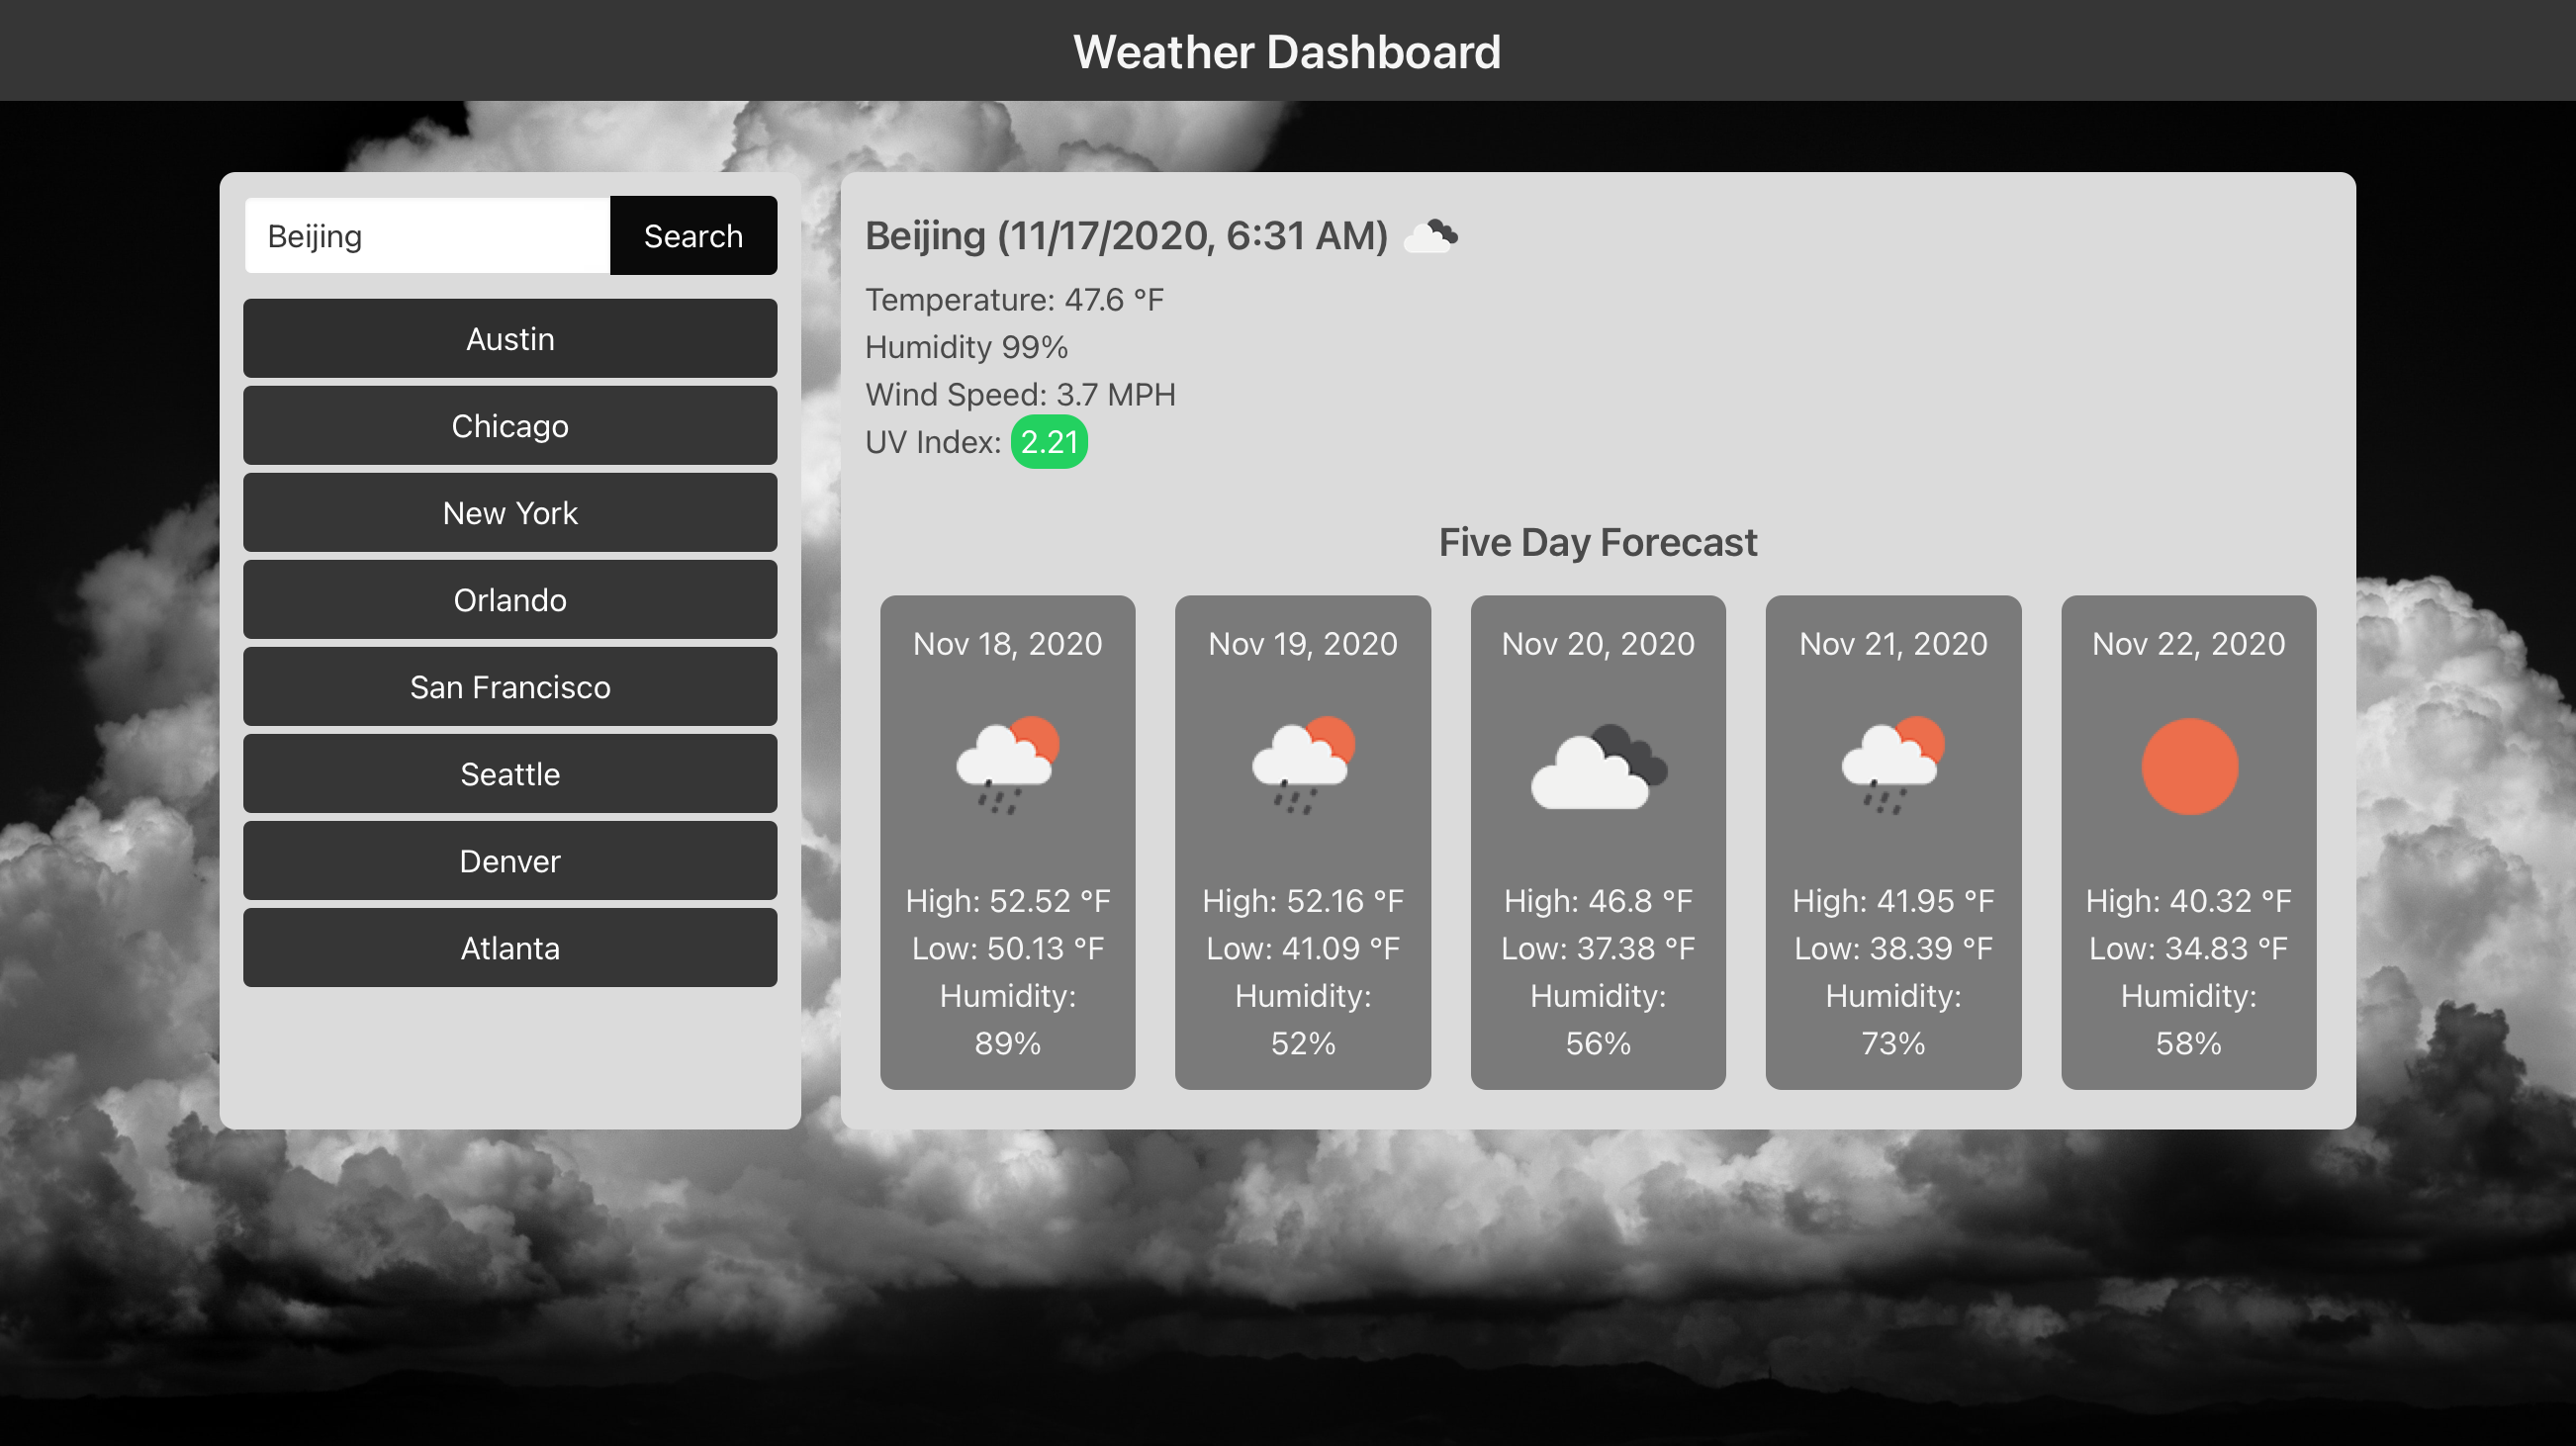 Weather Dashboard
Beijing
Search
Austin
Chicago
New York
Orlando
San Francisco
Seattle
Denver
Atlanta
Beijing (11/17/2020, 6:31 AM)
Temperature: 47.6 °F
Humidity 99%
Wind Speed: 3.7 MPH
UV Index: 2.21
Five Day Forecast
Nov 18, 2020
High: 52.52 °F
Low: 50.13 °F
Humidity:
89%
Nov 19, 2020
High: 52.16 °F
Low: 41.09 °F
Humidity:
52%
Nov 20, 2020
High: 46.8 °F
Low: 37.38 °F
Humidity:
56%
Nov 21, 2020
High: 41.95 °F
Low: 38.39 °F
Humidity:
73%
Nov 22, 2020
High: 40.32 °F
Low: 34.83 °F
Humidity:
58%